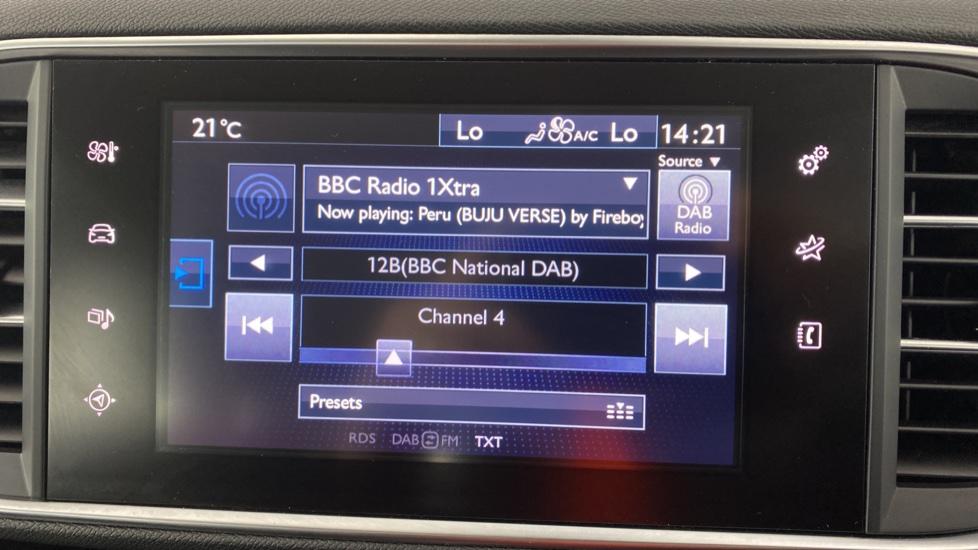 21°C
Lo A/C Lo 14:21
Source ▼
BBC Radio 1Xtra
Now playing: Peru (BUJU VERSE) by Fireboy
DAB
Radio
12B(BBC National DAB)
Channel 4
Presets
RDS DAB FM TXT